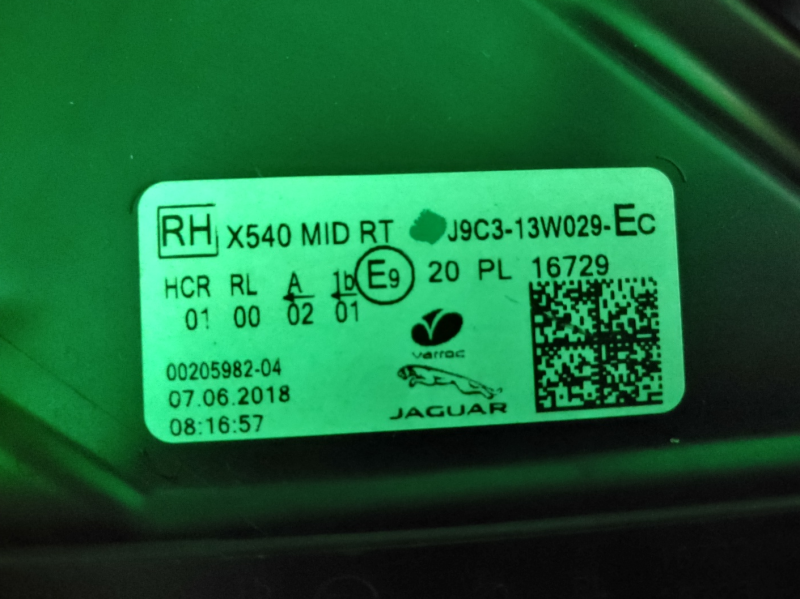 RH X540 MID RT J9C3-13W029-EC
HCR RL A 1b E9 20 PL 16729
01 00 02 01
varroc
00205982-04
07.06.2018
JAGUAR
08:16:57